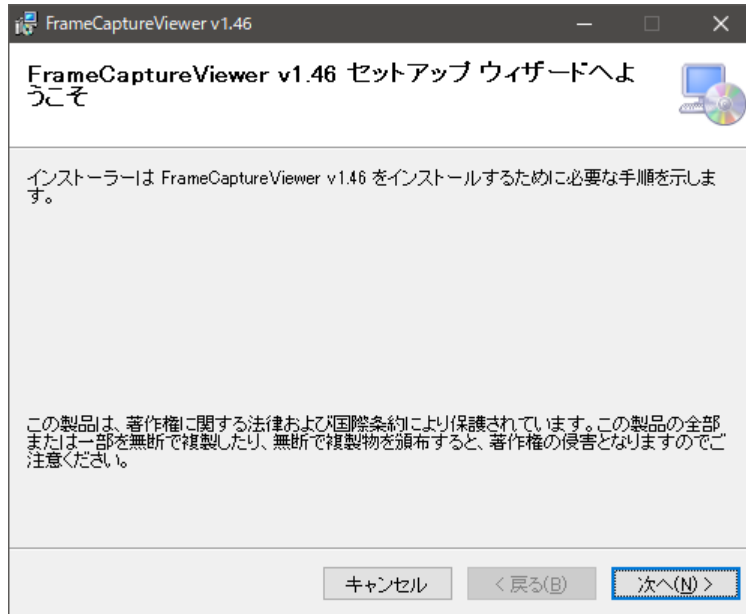 FrameCaptureViewer v1.46
FrameCaptureViewer v1.46 セットアップ ウィザードへよ
うこそ
インストーラーは FrameCaptureViewer v1.46 をインストールするために必要な手順を示しま
す。
この製品は、著作権に関する法律および国際条約により保護されています。この製品の全部
または一部を無断で複製したり、無断で複製物を頒布すると、著作権の侵害となりますのでご
注意ください。
キャンセル < 戻る(B) 次へ(N) >